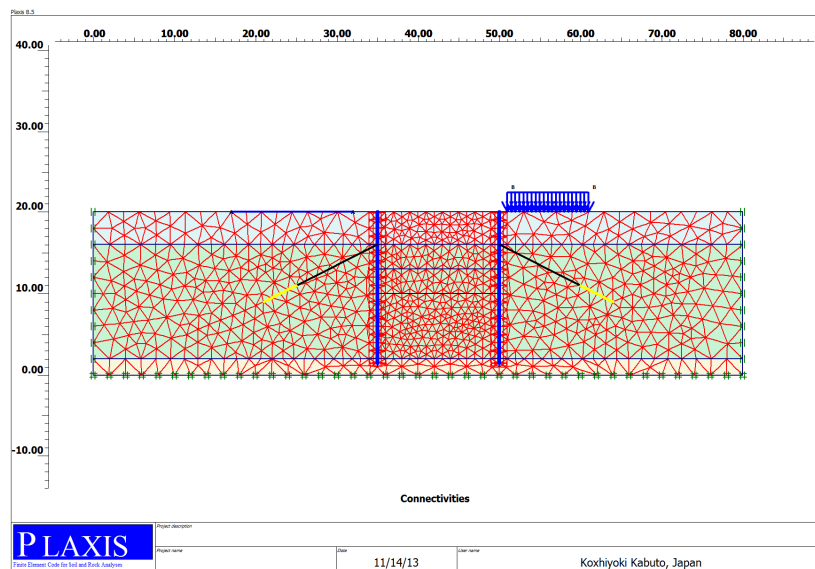 Plaxis 8.5
0.00 10.00 20.00 30.00 40.00 50.00 60.00 70.00 80.00
40.00
30.00
20.00
10.00
0.00
-10.00
B B
Connectivities
PLAXIS
Finite Element Code for Soil and Rock Analyses
Project description
Project name
Date
11/14/13
User name
Koxhiyoki Kabuto, Japan